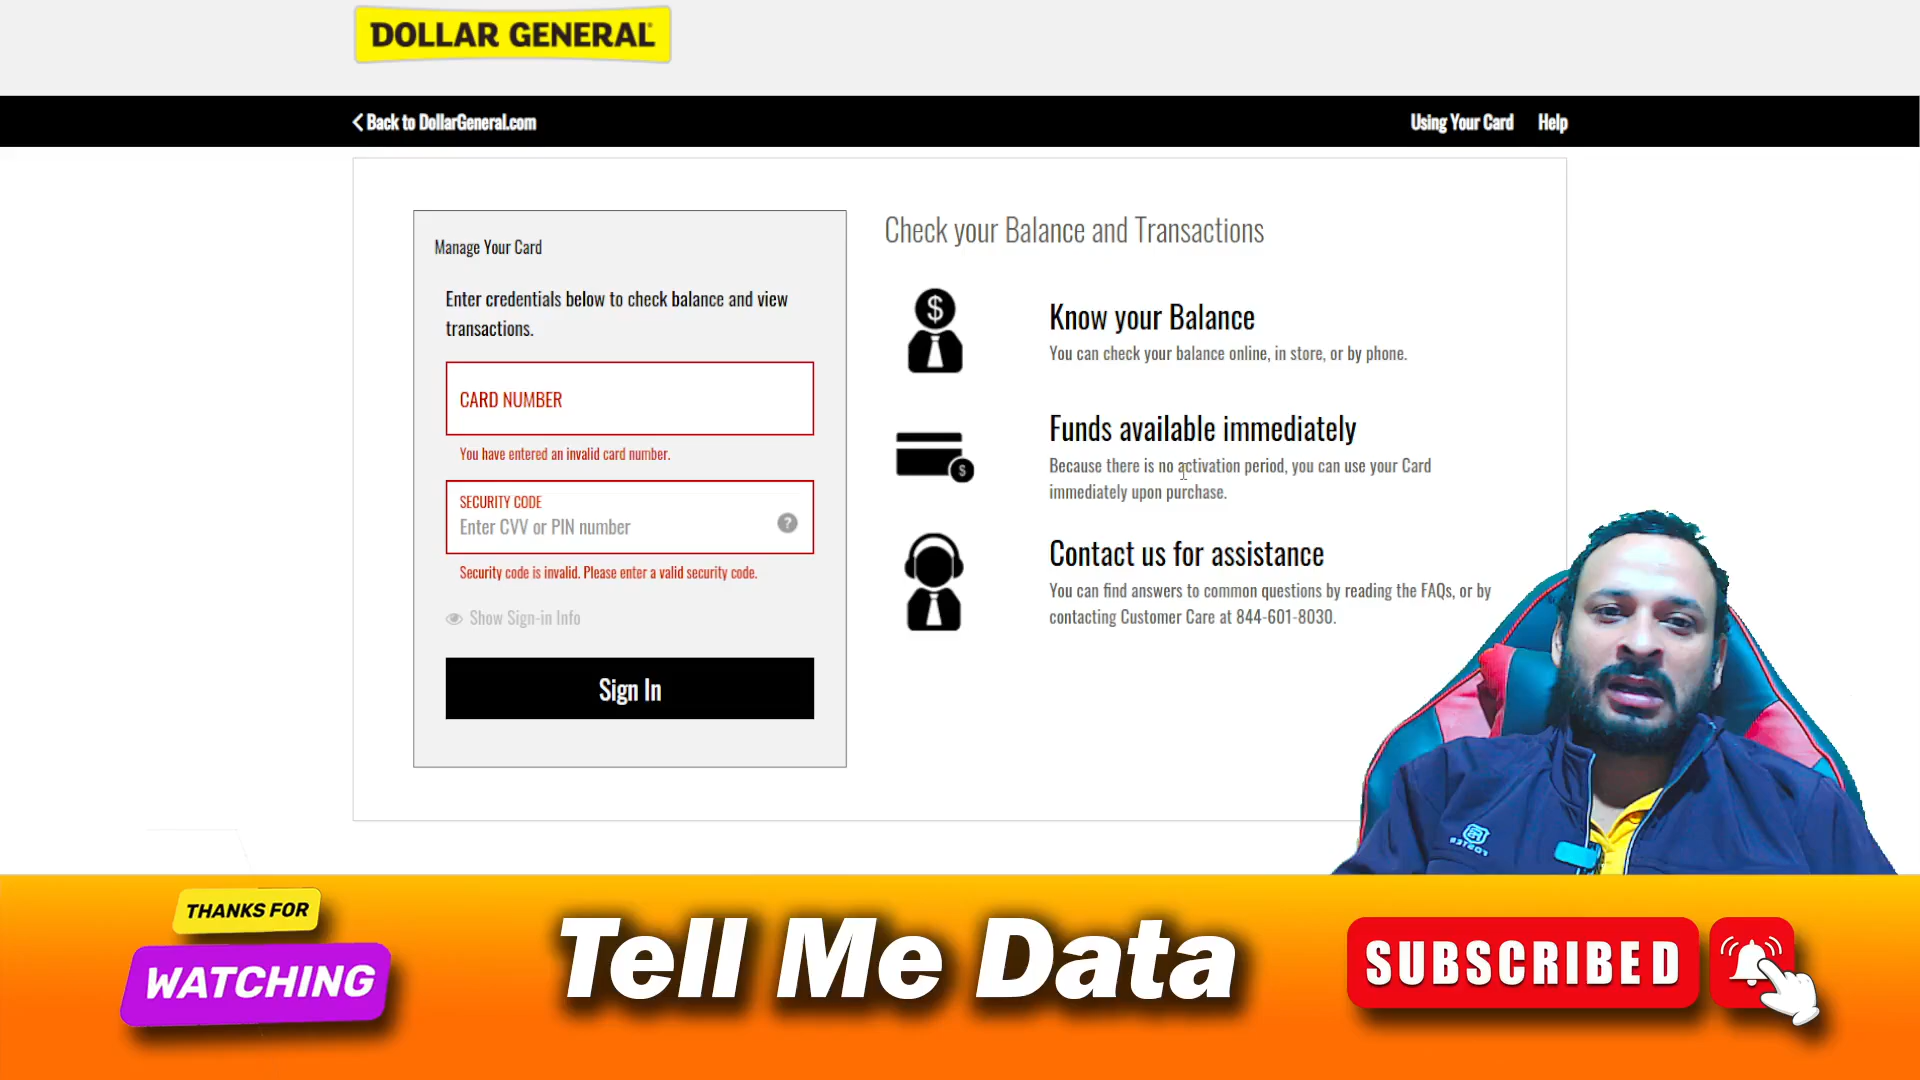 DOLLAR GENERAL
Back to DollarGeneral.com
Using Your Card
Help
Manage Your Card
Enter credentials below to check balance and view
transactions.
CARD NUMBER
You have entered an invalid card number.
SECURITY CODE
Enter CVV or PIN number
?
Security code is invalid. Please enter a valid security code.
Show Sign-in Info
Sign In
Check your Balance and Transactions
$
Know your Balance
You can check your balance online, in store, or by phone.
$
Funds available immediately
Because there is no activation period, you can use your Card
immediately upon purchase.
Contact us for assistance
You can find answers to common questions by reading the FAQs, or by
contacting Customer Care at 844-601-8030.
THANKS FOR
WATCHING
Tell Me Data
SUBSCRIBED